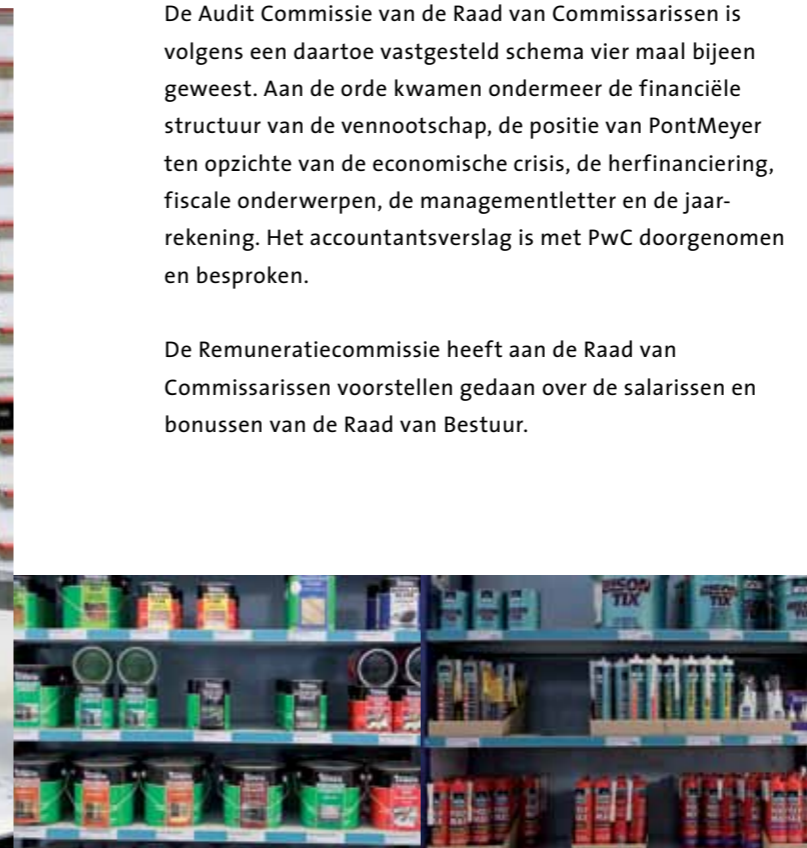 De Audit Commissie van de Raad van Commissarissen is
volgens een daartoe vastgesteld schema vier maal bijeen
geweest. Aan de orde kwamen ondermeer de financiële
structuur van de vennootschap, de positie van PontMeyer
ten opzichte van de economische crisis, de herfinanciering,
fiscale onderwerpen, de managementletter en de jaar-
rekening. Het accountantsverslag is met PwC doorgenomen
en besproken.
De Remuneratiecommissie heeft aan de Raad van
Commissarissen voorstellen gedaan over de salarissen en
bonussen van de Raad van Bestuur.
BISON
TIX
TIX